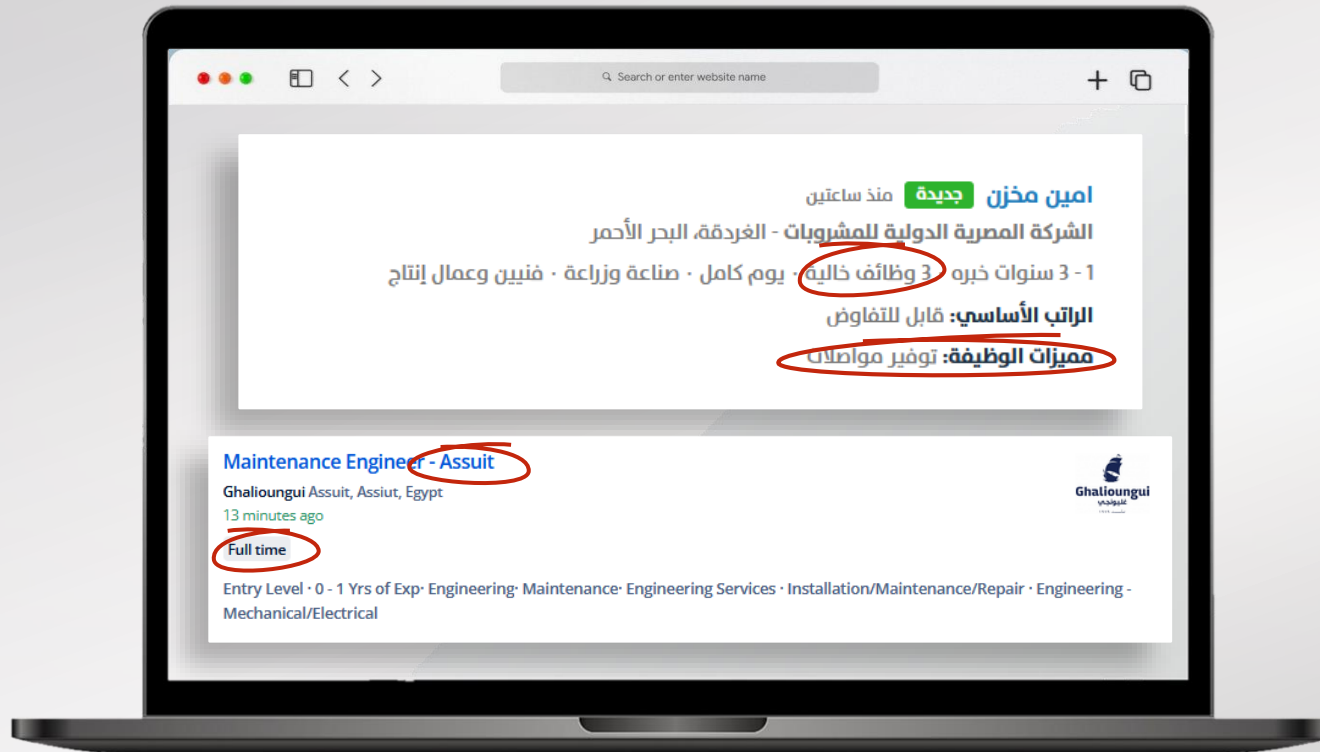 Search or enter website name
امين مخزن جديدة منذ ساعتين
الشركة المصرية الدولية للمشروبات - الغردقة، البحر الأحمر
1 - 3 سنوات خبره · 3 وظائف خالية · يوم كامل · صناعة وزراعة · فنيين وعمال إنتاج
الراتب الأساسي: قابل للتفاوض
مميزات الوظيفة: توفير مواصلات
Maintenance Engineer - Assuit
Ghalioungui Assuit, Assiut, Egypt
13 minutes ago
Full time
Entry Level · 0 - 1 Yrs of Exp· Engineering· Maintenance· Engineering Services · Installation/Maintenance/Repair · Engineering -
Mechanical/Electrical
Ghalioungui
غليونجي